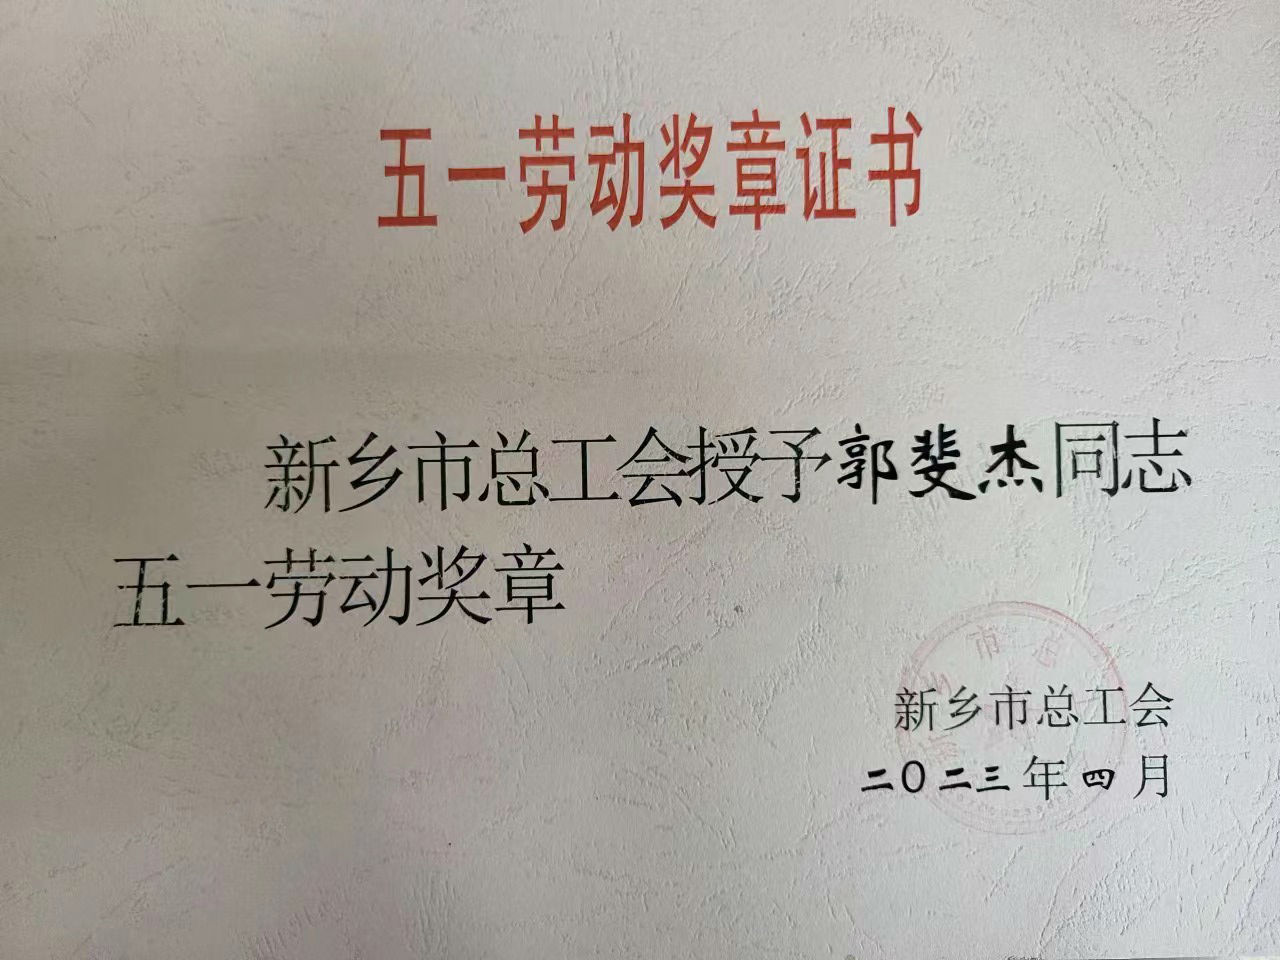 五一劳动奖章证书
新乡市总工会授予郭斐杰同志
五一劳动奖章
新乡市总工会
二〇二三年四月